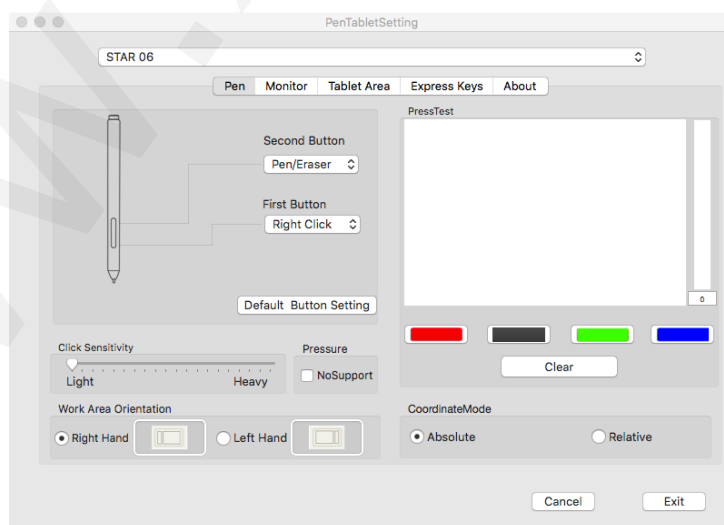 PenTabletSetting
STAR 06
Pen Monitor Tablet Area Express Keys About
Second Button
Pen/Eraser
First Button
Right Click
Default Button Setting
PressTest
0
Clear
Click Sensitivity
Light Heavy
Pressure
NoSupport
Work Area Orientation
Right Hand Left Hand
CoordinateMode
Absolute Relative
Cancel Exit